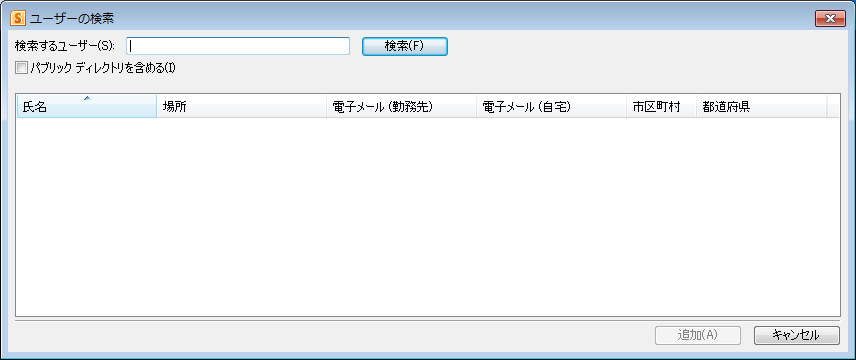 S ユーザーの検索
検索するユーザー(S): 検索(F)
パブリック ディレクトリを含める(I)
氏名 場所 電子メール (勤務先) 電子メール (自宅) 市区町村 都道府県
追加(A) キャンセル